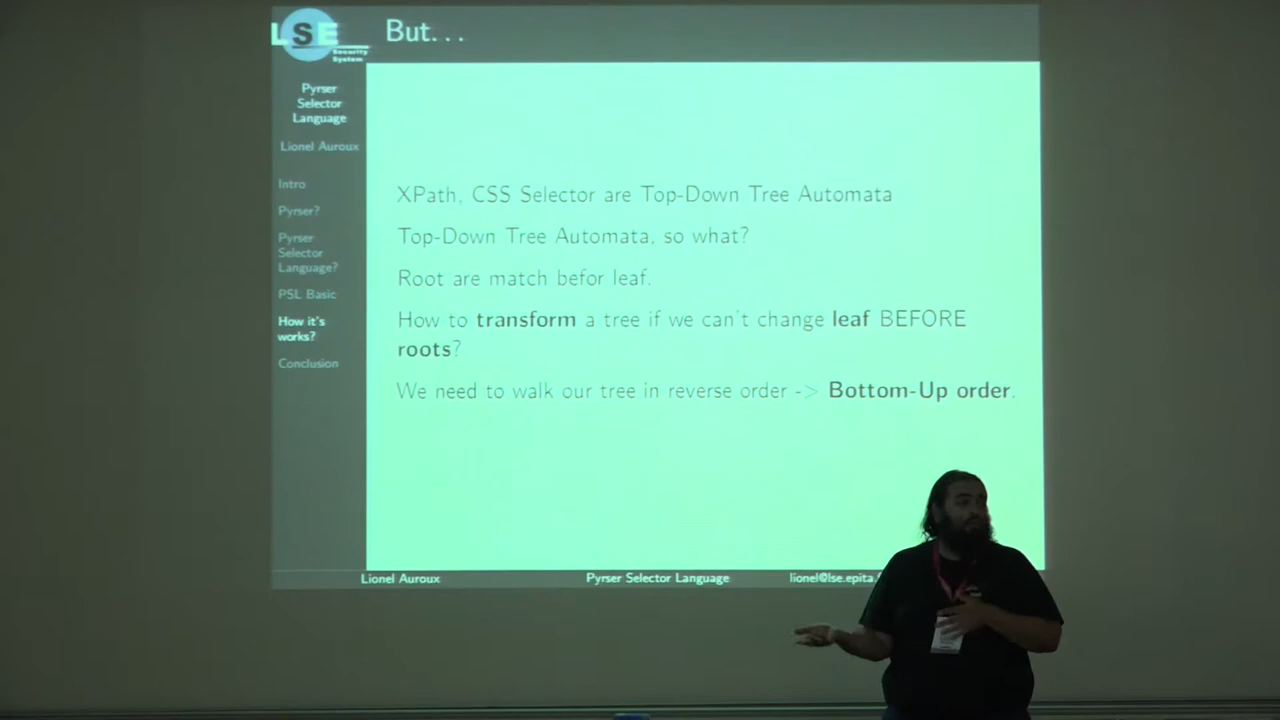 LSE
Security
System
But...
Pyrser
Selector
Language
Lionel Auroux
Intro
Pyrser?
Pyrser
Selector
Language?
PSL Basic
How it's
works?
Conclusion
XPath, CSS Selector are Top-Down Tree Automata
Top-Down Tree Automata, so what?
Root are match befor leaf.
How to transform a tree if we can't change leaf BEFORE
roots?
We need to walk our tree in reverse order -> Bottom-Up order.
Lionel Auroux
Pyrser Selector Language
lionel@lse.epita.